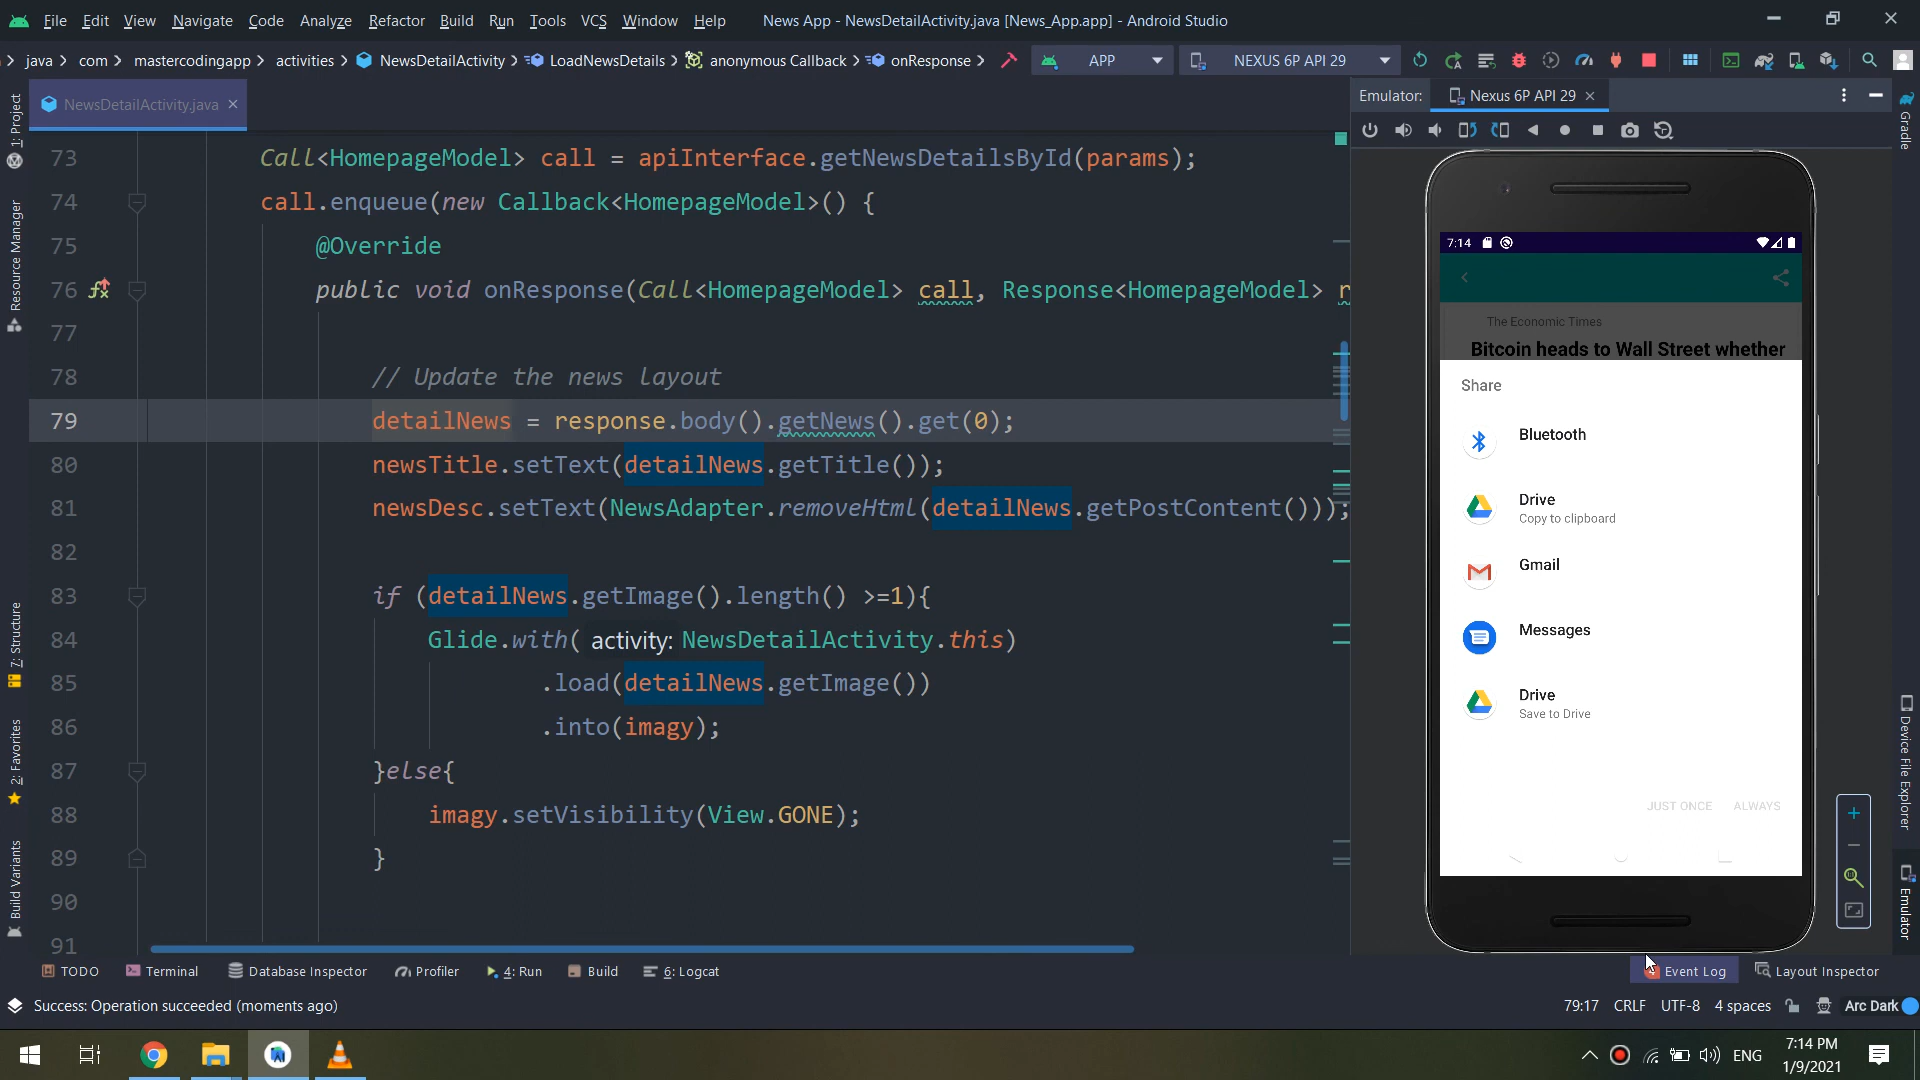 File Edit View Navigate Code Analyze Refactor Build Run Tools VCS Window Help News App - NewsDetailActivity.java [News_App.app] - Android Studio
java com mastercodingapp activities NewsDetailActivity LoadNewsDetails anonymous Callback onResponse APP NEXUS 6P API 29
NewsDetailActivity.java
Emulator: Nexus 6P API 29
1: Project
Resource Manager
7: Structure
2: Favorites
Build Variants
73 Call<HomepageModel> call = apiInterface.getNewsDetailsById(params);
74 call.enqueue(new Callback<HomepageModel>() {
75 @Override
76 public void onResponse(Call<HomepageModel> call, Response<HomepageModel> r
77
78 // Update the news layout
79 detailNews = response.body().getNews().get(0);
80 newsTitle.setText(detailNews.getTitle());
81 newsDesc.setText(NewsAdapter.removeHtml(detailNews.getPostContent()));
82
83 if (detailNews.getImage().length() >=1){
84 Glide.with( activity: NewsDetailActivity.this)
85 .load(detailNews.getImage())
86 .into(imagy);
87 }else{
88 imagy.setVisibility(View.GONE);
89 }
90
91
7:14
The Economic Times
Bitcoin heads to Wall Street whether
Share
Bluetooth
Drive
Copy to clipboard
Gmail
Messages
Drive
Save to Drive
JUST ONCE ALWAYS
Gradle
Device File Explorer
Emulator
TODO Terminal Database Inspector Profiler 4: Run Build 6: Logcat Event Log Layout Inspector
Success: Operation succeeded (moments ago) 79:17 CRLF UTF-8 4 spaces Arc Dark
ENG 7:14 PM
1/9/2021